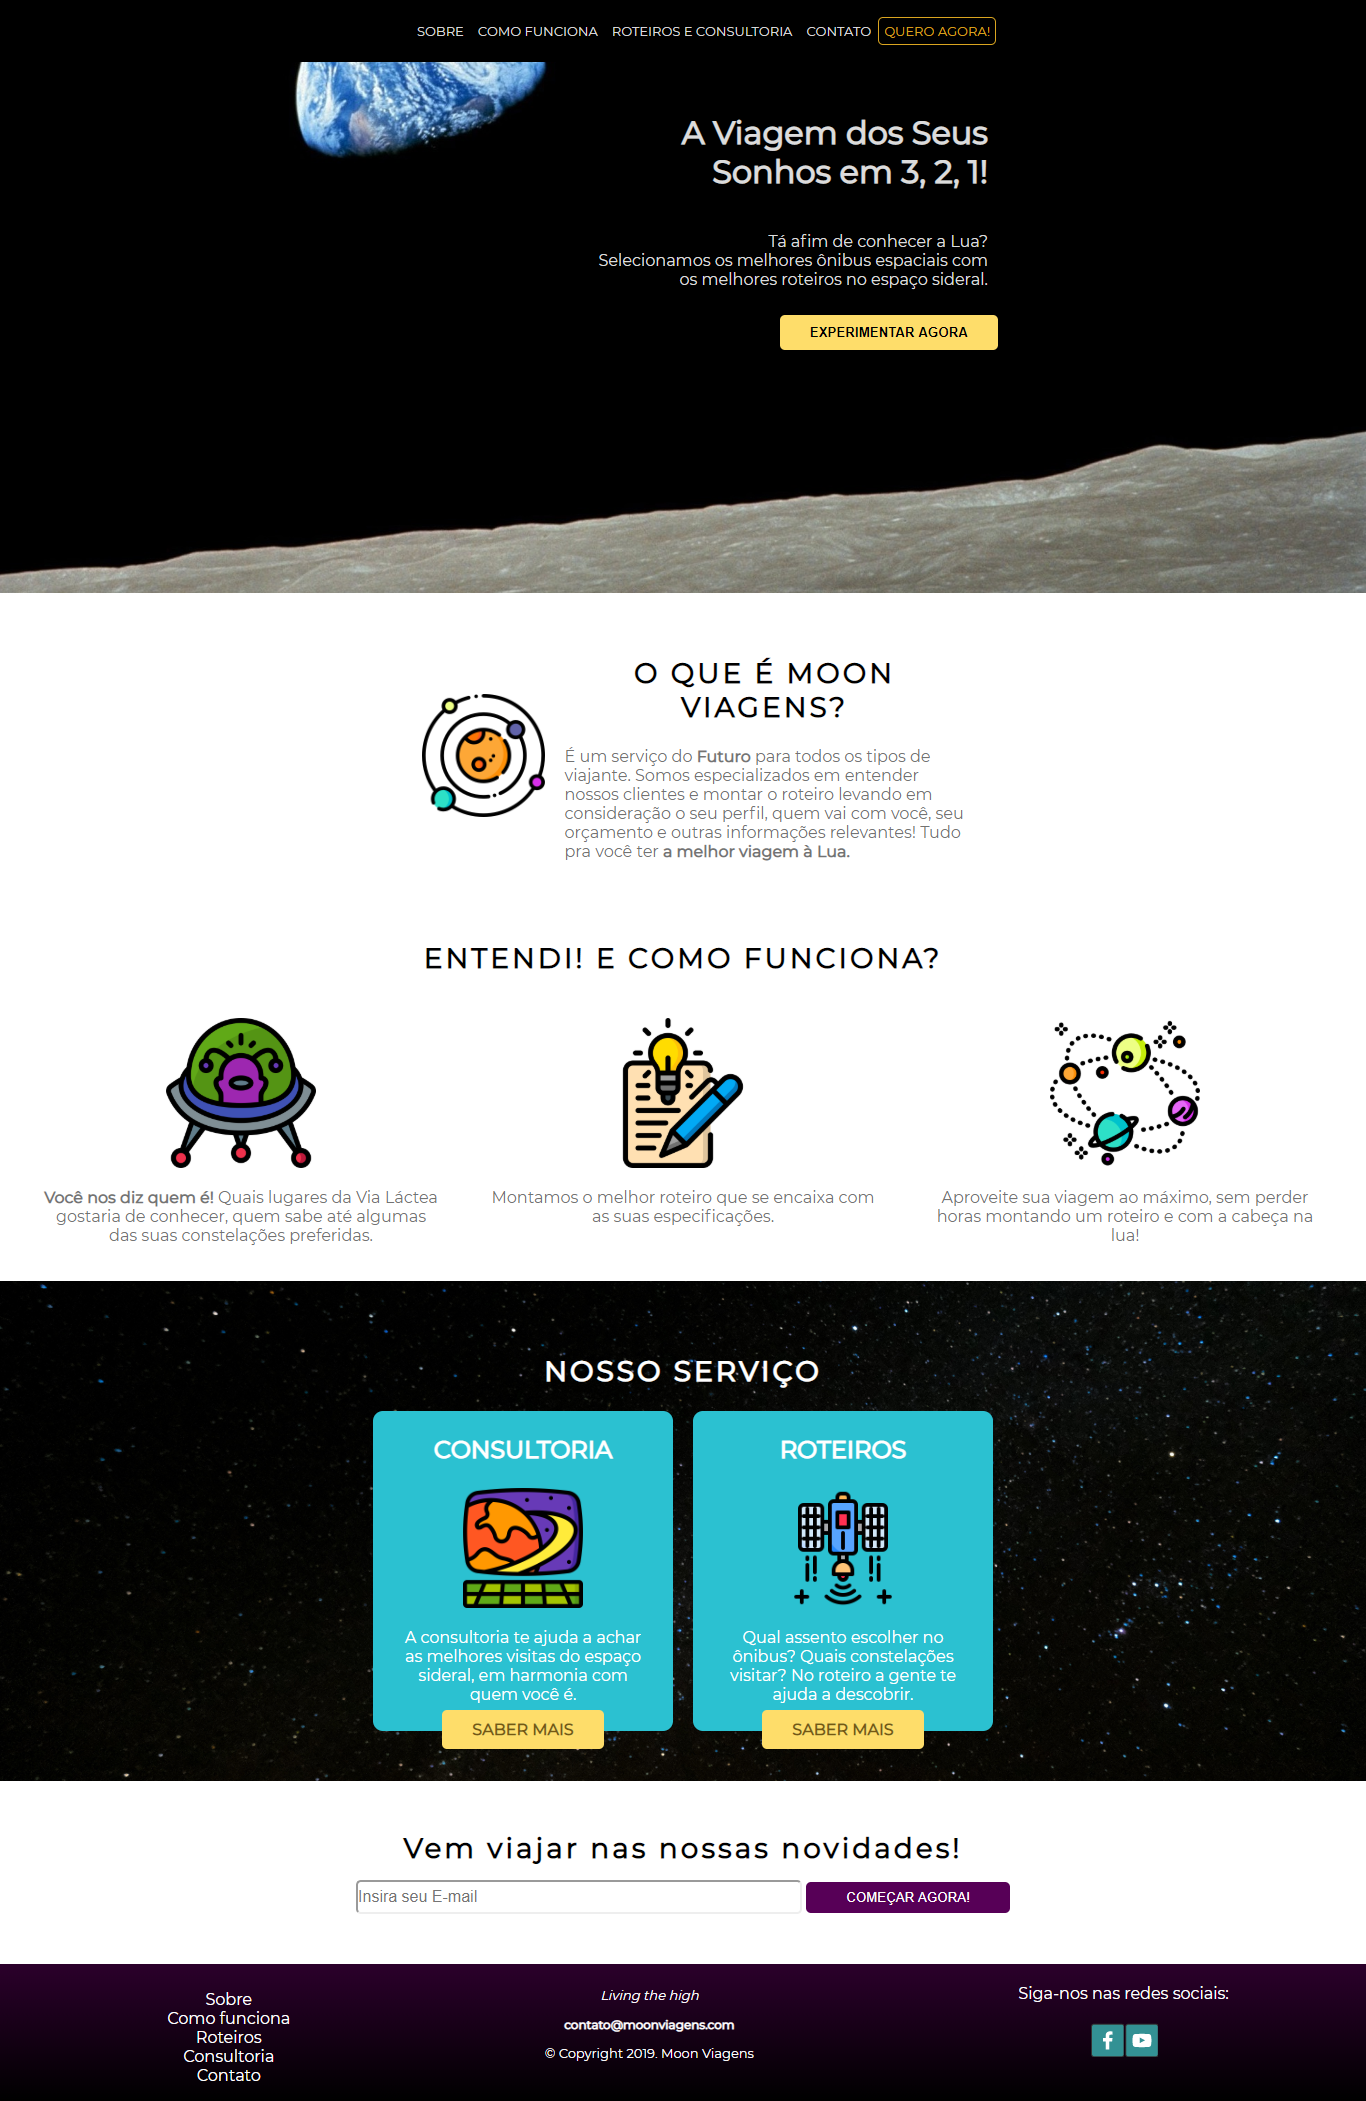 SOBRE COMO FUNCIONA ROTEIROS E CONSULTORIA CONTATO QUERO AGORA!
A Viagem dos Seus
Sonhos em 3, 2, 1!
Tá afim de conhecer a Lua?
Selecionamos os melhores ônibus espaciais com
os melhores roteiros no espaço sideral.
EXPERIMENTAR AGORA
O QUE É MOON
VIAGENS?
É um serviço do Futuro para todos os tipos de
viajante. Somos especializados em entender
nossos clientes e montar o roteiro levando em
consideração o seu perfil, quem vai com você, seu
orçamento e outras informações relevantes! Tudo
pra você ter a melhor viagem à Lua.
ENTENDI! E COMO FUNCIONA?
Você nos diz quem é! Quais lugares da Via Láctea
gostaria de conhecer, quem sabe até algumas
das suas constelações preferidas.
Montamos o melhor roteiro que se encaixa com
as suas especificações.
Aproveite sua viagem ao máximo, sem perder
horas montando um roteiro e com a cabeça na
lua!
NOSSO SERVIÇO
CONSULTORIA
A consultoria te ajuda a achar
as melhores visitas do espaço
sideral, em harmonia com
quem você é.
SABER MAIS
ROTEIROS
Qual assento escolher no
ônibus? Quais constelações
visitar? No roteiro a gente te
ajuda a descobrir.
SABER MAIS
Vem viajar nas nossas novidades!
Insira seu E-mail
COMEÇAR AGORA!
Sobre
Como funciona
Roteiros
Consultoria
Contato
Living the high
contato@moonviagens.com
© Copyright 2019. Moon Viagens
Siga-nos nas redes sociais: